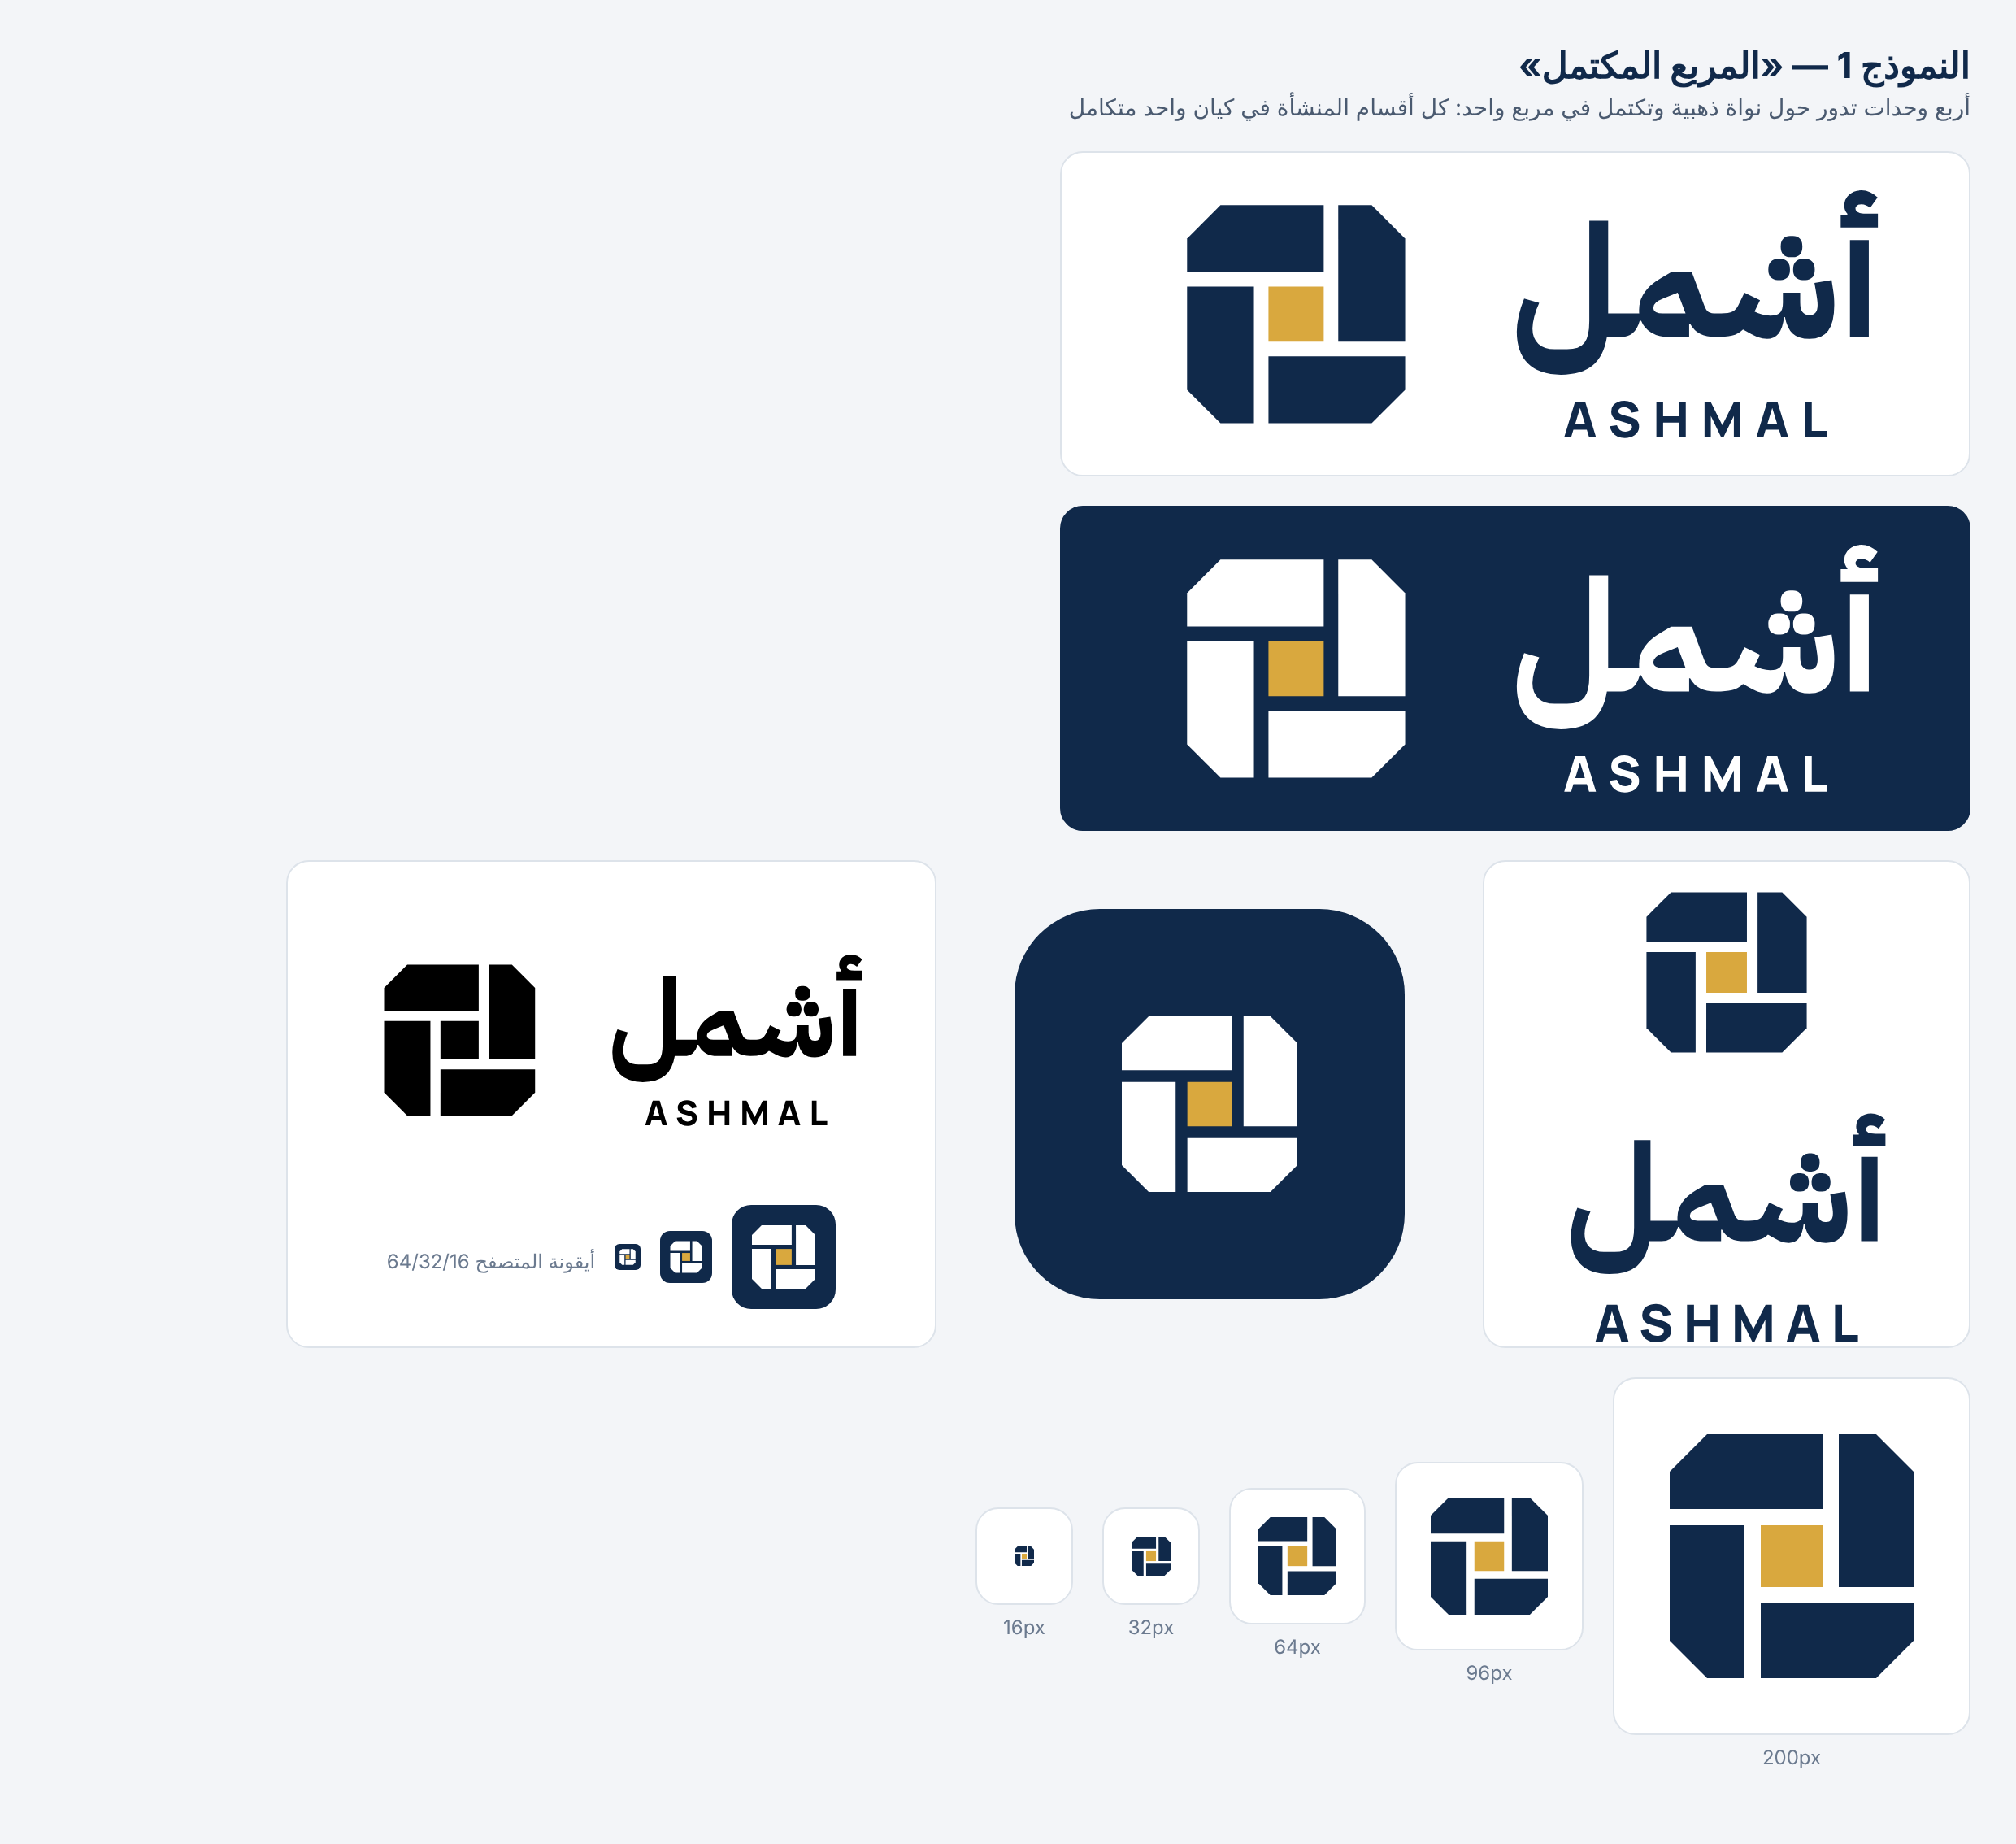 النموذج 1 — «المربع المكتمل»
أربع وحدات تدور حول نواة ذهبية وتكتمل في مربع واحد: كل أقسام المنشأة في كيان واحد متكامل
أشمل
ASHMAL
أشمل
ASHMAL
أشمل
ASHMAL
أشمل
ASHMAL
أيقونة المتصفح 64/32/16
200px
96px
64px
32px
16px